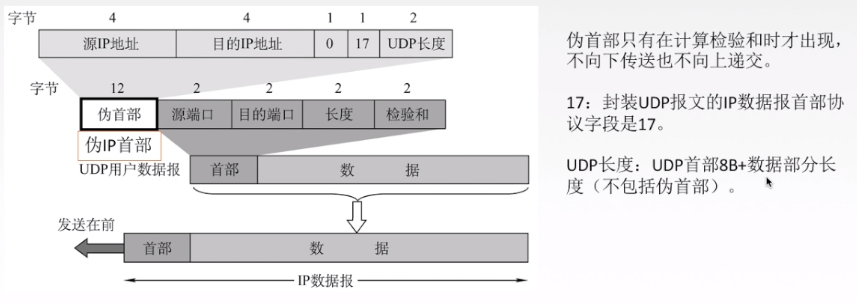 字节 4 4 1 1 2
源IP地址 目的IP地址 0 17 UDP长度
字节 12 2 2 2 2
伪首部 源端口 目的端口 长度 检验和
伪IP首部
UDP用户数据报 首部 数 据
发送在前
首部 数 据
IP数据报
伪首部只有在计算检验和时才出现，
不向下传送也不向上递交。
17：封装UDP报文的IP数据报首部协
议字段是17。
UDP长度：UDP首部8B+数据部分长
度（不包括伪首部）。